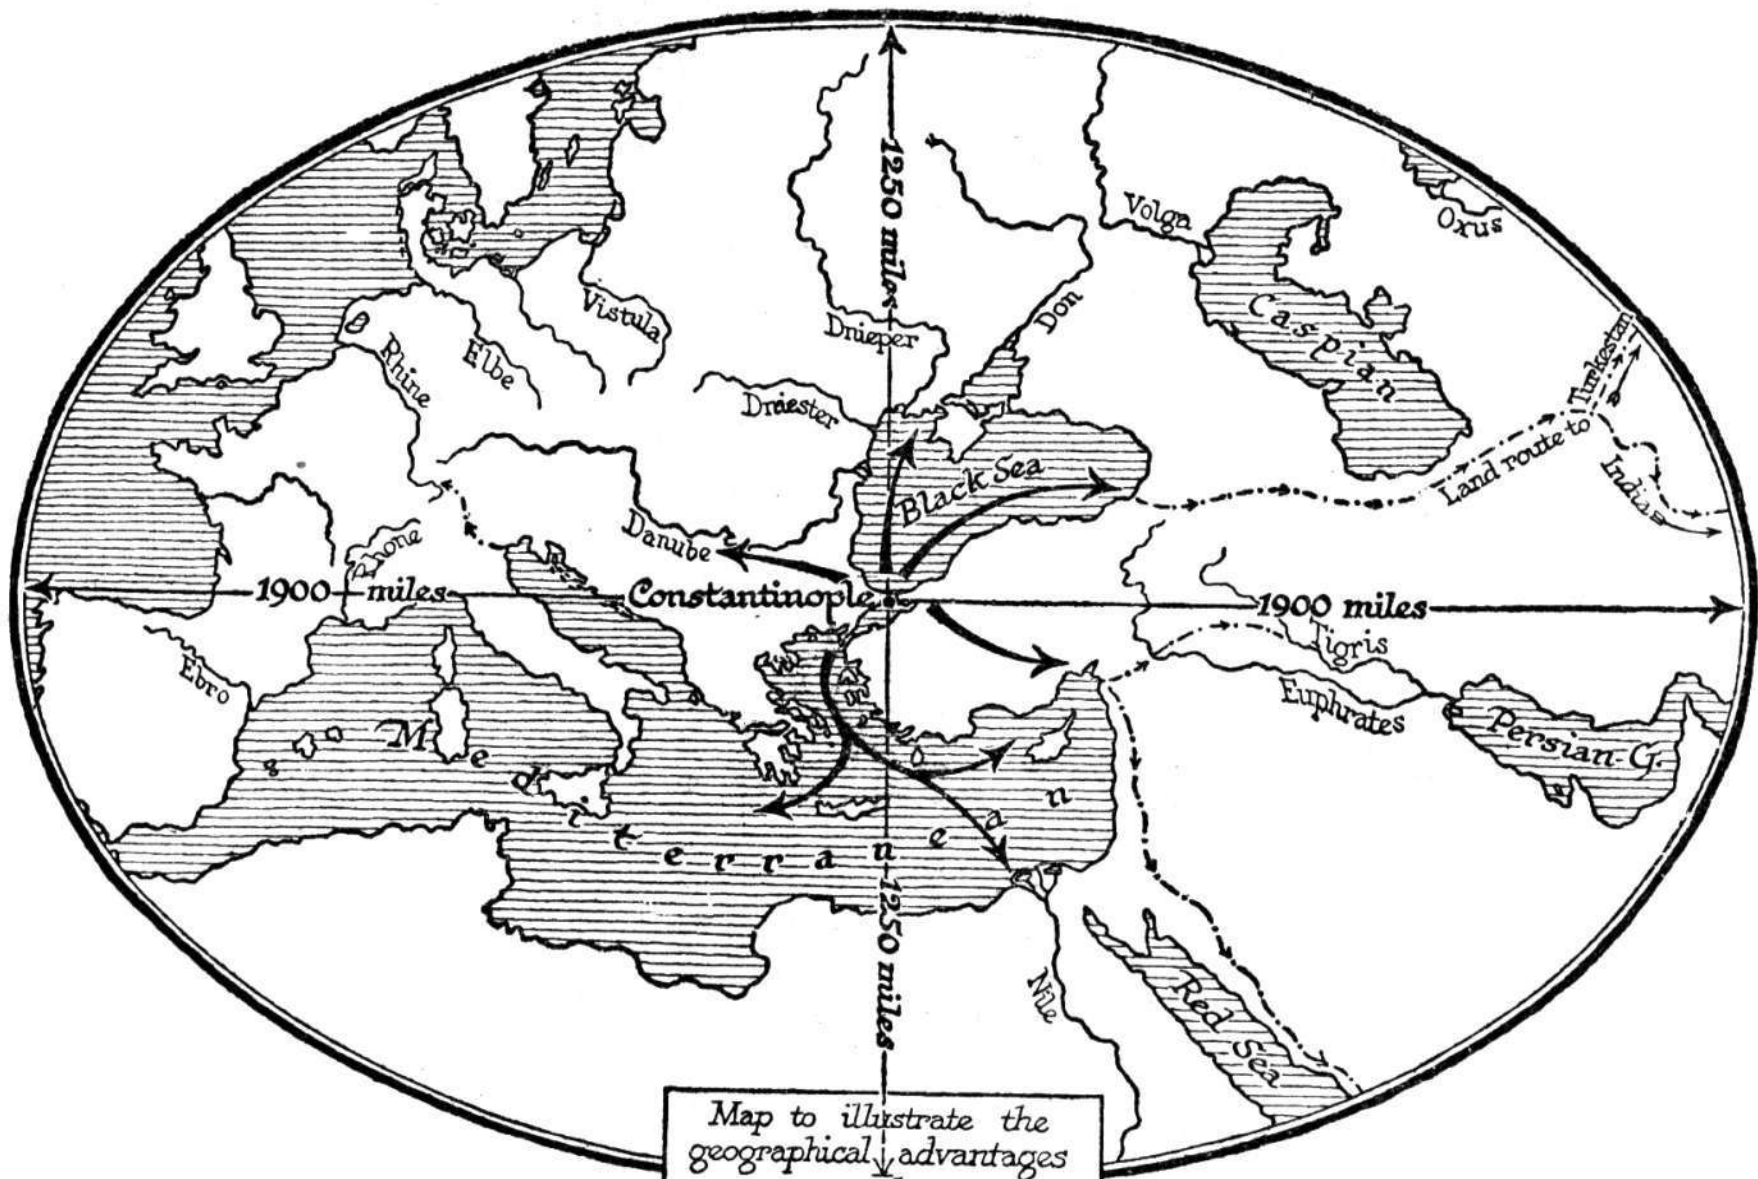 1250 miles
Volga
Oxus
Vistula
Dnieper
Don
Caspian
Rhine
Elbe
Dniester
Turkestan
Land route to
Indias
Black Sea
Danube
Rhone
1900 miles
Constantinople
1900 miles
Ebro
Tigris
Euphrates
Persian-G.
Mediterranean
1250 miles
Nile
Red Sea
Map to illustrate the
geographical advantages